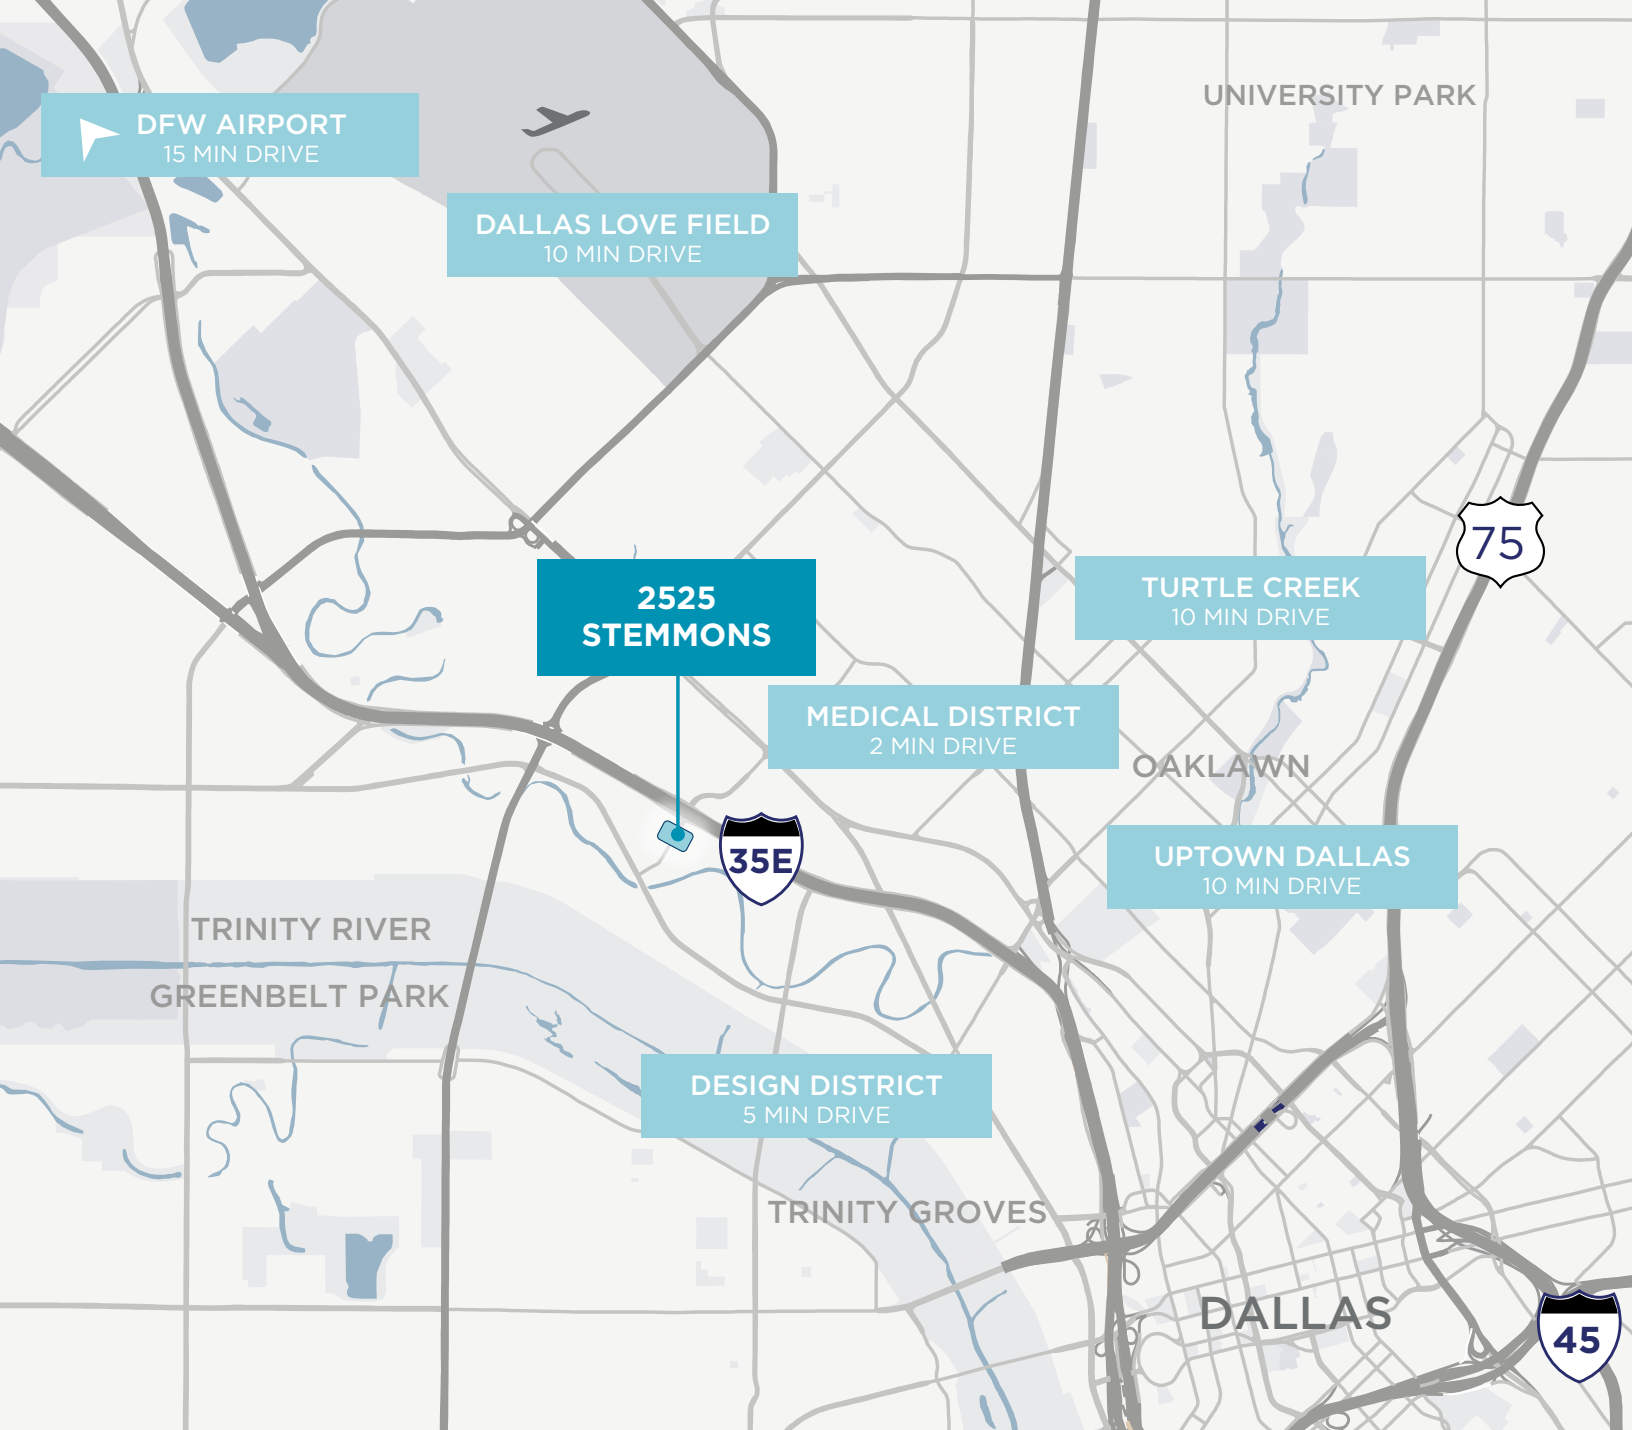 UNIVERSITY PARK
DFW AIRPORT
15 MIN DRIVE
DALLAS LOVE FIELD
10 MIN DRIVE
75
TURTLE CREEK
10 MIN DRIVE
2525
STEMMONS
MEDICAL DISTRICT
2 MIN DRIVE
OAKLAWN
35E
UPTOWN DALLAS
10 MIN DRIVE
TRINITY RIVER
GREENBELT PARK
DESIGN DISTRICT
5 MIN DRIVE
TRINITY GROVES
DALLAS
45